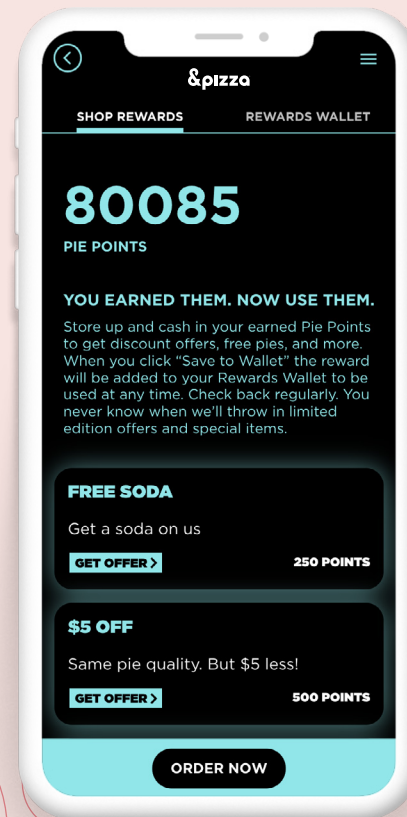 &pizza
SHOP REWARDS REWARDS WALLET
80085
PIE POINTS
YOU EARNED THEM. NOW USE THEM.
Store up and cash in your earned Pie Points
to get discount offers, free pies, and more.
When you click “Save to Wallet” the reward
will be added to your Rewards Wallet to be
used at any time. Check back regularly. You
never know when we’ll throw in limited
edition offers and special items.
FREE SODA
Get a soda on us
GET OFFER > 250 POINTS
$5 OFF
Same pie quality. But $5 less!
GET OFFER > 500 POINTS
ORDER NOW